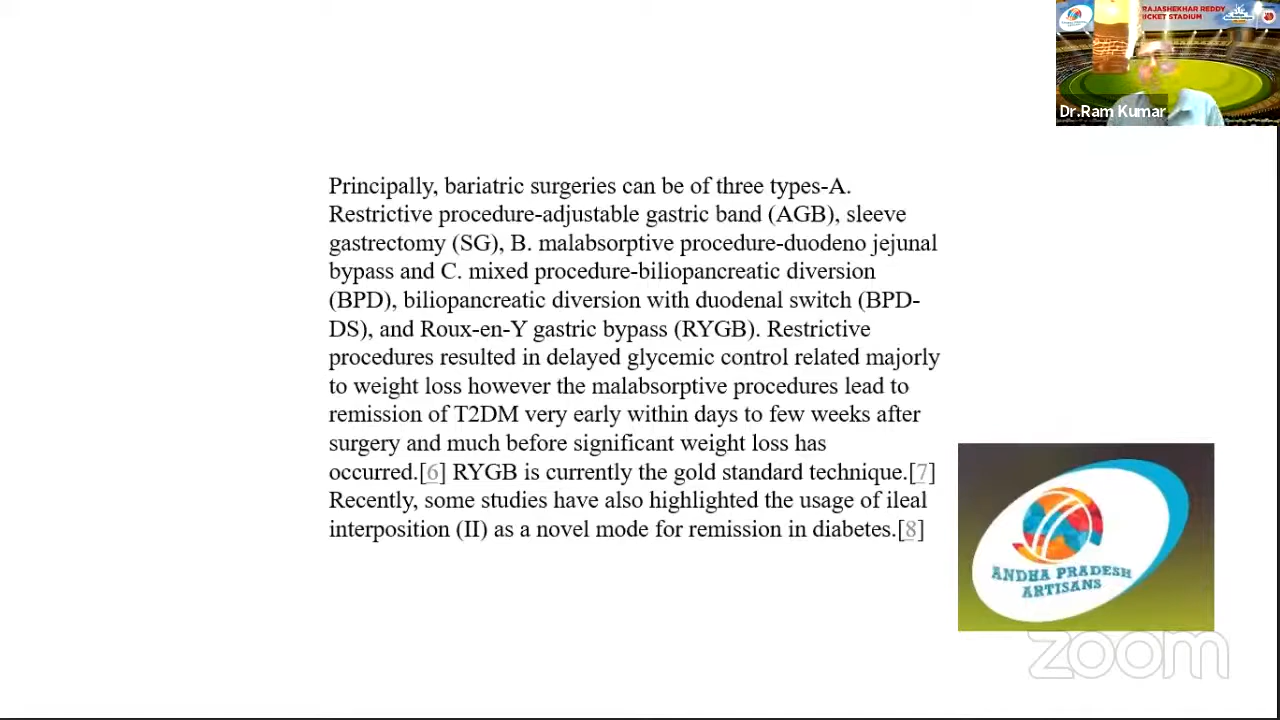 RAJASHEKHAR REDDY
ICKET STADIUM
Dr.Ram Kumar
Principally, bariatric surgeries can be of three types-A.
Restrictive procedure-adjustable gastric band (AGB), sleeve
gastrectomy (SG), B. malabsorptive procedure-duodeno jejunal
bypass and C. mixed procedure-biliopancreatic diversion
(BPD), biliopancreatic diversion with duodenal switch (BPD-
DS), and Roux-en-Y gastric bypass (RYGB). Restrictive
procedures resulted in delayed glycemic control related majorly
to weight loss however the malabsorptive procedures lead to
remission of T2DM very early within days to few weeks after
surgery and much before significant weight loss has
occurred.[6] RYGB is currently the gold standard technique.[7]
Recently, some studies have also highlighted the usage of ileal
interposition (II) as a novel mode for remission in diabetes.[8]
ANDHA PRADESH
ARTISANS
zoom